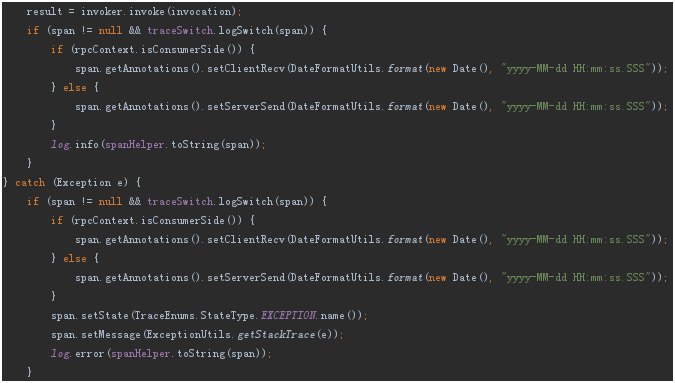 result = invoker.invoke(invocation);
    if (span != null && traceSwitch.logSwitch(span)) {
        if (rpcContext.isConsumerSide()) {
            span.getAnnotations().setClientRecv(DateFormatUtils.format(new Date(), "yyyy-MM-dd HH:mm:ss.SSS"));
        } else {
            span.getAnnotations().setServerSend(DateFormatUtils.format(new Date(), "yyyy-MM-dd HH:mm:ss.SSS"));
        }
        log.info(spanHelper.toString(span));
    }
} catch (Exception e) {
    if (span != null && traceSwitch.logSwitch(span)) {
        if (rpcContext.isConsumerSide()) {
            span.getAnnotations().setClientRecv(DateFormatUtils.format(new Date(), "yyyy-MM-dd HH:mm:ss.SSS"));
        } else {
            span.getAnnotations().setServerSend(DateFormatUtils.format(new Date(), "yyyy-MM-dd HH:mm:ss.SSS"));
        }
        span.setState(TraceEnums.StateType.EXCEPTION.name());
        span.setMessage(ExceptionUtils.getStackTrace(e));
        log.error(spanHelper.toString(span));
    }